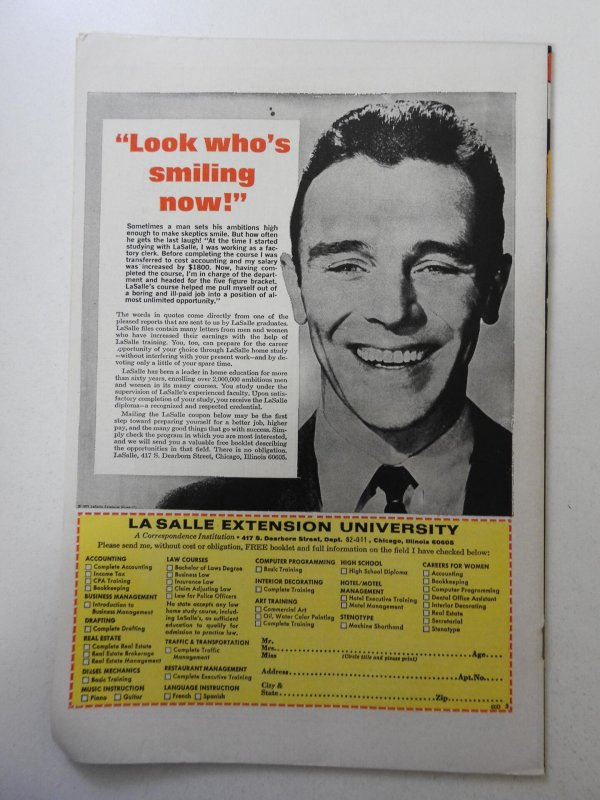 “Look who’s
smiling
now!”
Sometimes a man sets his ambitions high
enough to make skeptics smile. But how often
he gets the last laugh! “At the time I started
studying with LaSalle, I was working as a fac-
tory clerk. Before completing the course I was
transferred to cost accounting and my salary
was increased by $1800. Now, having com-
pleted the course, I’m in charge of the depart-
ment and headed for the five figure bracket.
LaSalle’s course helped me pull myself out of
a boring and ill-paid job into a position of al-
most unlimited opportunity.”
The words in quotes come directly from one of the
pleased reports that are sent to us by LaSalle graduates.
LaSalle files contain many letters from men and women
who have increased their earnings with the help of
LaSalle training. You, too, can prepare for the career
opportunity of your choice through LaSalle home study
—without interfering with your present work—and by de-
voting only a little of your spare time.
LaSalle has been a leader in home education for more
than sixty years, enrolling over 2,000,000 ambitious men
and women in its many courses. You study under the
supervision of LaSalle’s experienced faculty. Upon satis-
factory completion of your study, you receive the LaSalle
diploma—a recognized and respected credential.
Mailing the LaSalle coupon below may be the first
step toward preparing yourself for a better job, higher
pay, and the many good things that go with success. Sim-
ply check the program in which you are most interested,
and we will send you a valuable free booklet describing
the opportunities in that field. There is no obligation.
LaSalle, 417 S. Dearborn Street, Chicago, Illinois 60605.
LA SALLE EXTENSION UNIVERSITY
A Correspondence Institution • 417 S. Dearborn Street, Dept. 82-011, Chicago, Illinois 60605
Please send me, without cost or obligation, FREE booklet and full information on the field I have checked below:
ACCOUNTING
Complete Accounting
Income Tax
CPA Training
Bookkeeping
BUSINESS MANAGEMENT
Introduction to
Business Management
DRAFTING
Complete Drafting
REAL ESTATE
Complete Real Estate
Real Estate Brokerage
Real Estate Management
DIESEL MECHANICS
Basic Training
MUSIC INSTRUCTION
Piano Guitar
LAW COURSES
Bachelor of Laws Degree
Business Law
Insurance Law
Claim Adjusting Law
Law for Police Officers
No state accepts any law
home study course, includ-
ing LaSalle’s, as sufficient
education to qualify for
admission to practice law.
TRAFFIC & TRANSPORTATION
Complete Traffic
Management
RESTAURANT MANAGEMENT
Complete Executive Training
LANGUAGE INSTRUCTION
French Spanish
COMPUTER PROGRAMMING
Basic Training
INTERIOR DECORATING
Complete Training
ART TRAINING
Commercial Art
Oil, Water Color Painting
Complete Training
HIGH SCHOOL
High School Diploma
HOTEL/MOTEL
MANAGEMENT
Hotel Executive Training
Motel Management
STENOTYPE
Machine Shorthand
CAREERS FOR WOMEN
Accounting
Bookkeeping
Computer Programming
Dental Office Assistant
Interior Decorating
Real Estate
Secretarial
Stenotype
Mr.
Mrs.
Miss (Circle title and please print) Age
Address Apt.No.
City &
State Zip